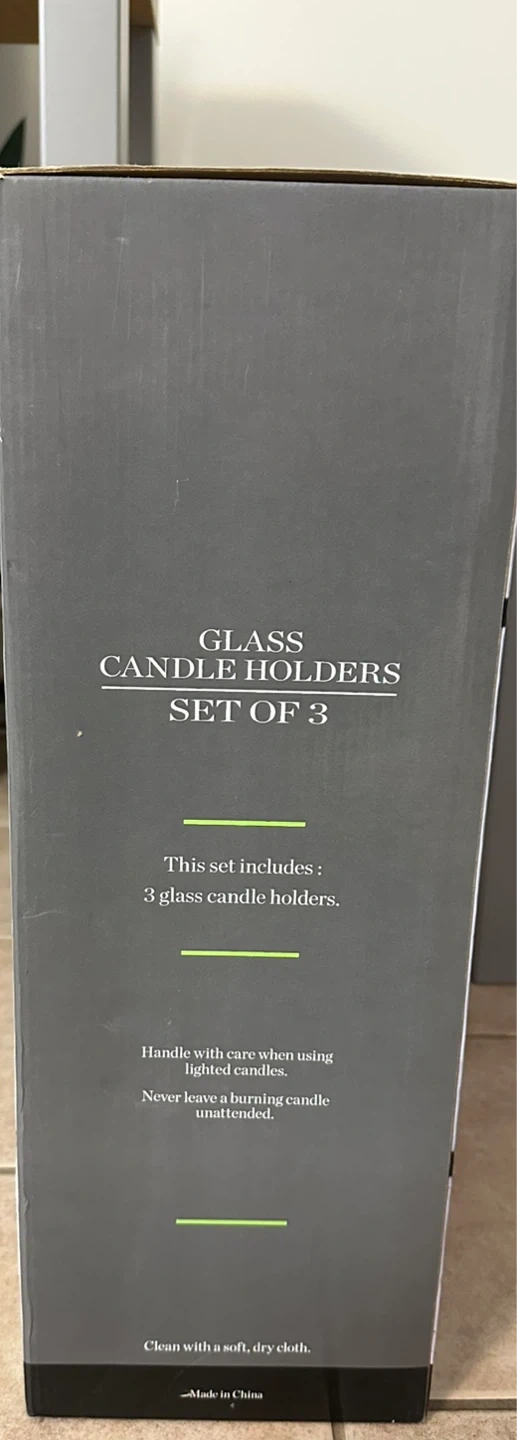 GLASS
CANDLE HOLDERS
SET OF 3
This set includes :
3 glass candle holders.
Handle with care when using
lighted candles.
Never leave a burning candle
unattended.
Clean with a soft, dry cloth.
Made in China